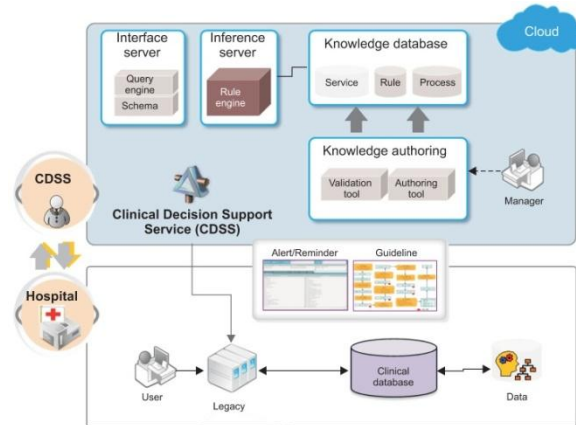 Cloud
Interface
server
Query
engine
Schema
Inference
server
Rule
engine
Knowledge database
Service
Rule
Process
Knowledge authoring
Validation
tool
Authoring
tool
Manager
CDSS
Clinical Decision Support
Service (CDSS)
Alert/Reminder
Guideline
Hospital
User
Legacy
Clinical
database
Data